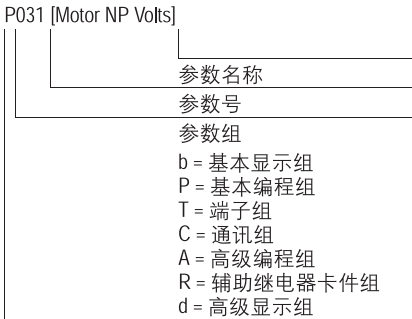 P031 [Motor NP Volts]
参数名称
参数号
参数组
b = 基本显示组
P = 基本编程组
T = 端子组
C = 通讯组
A = 高级编程组
R = 辅助继电器卡件组
d = 高级显示组